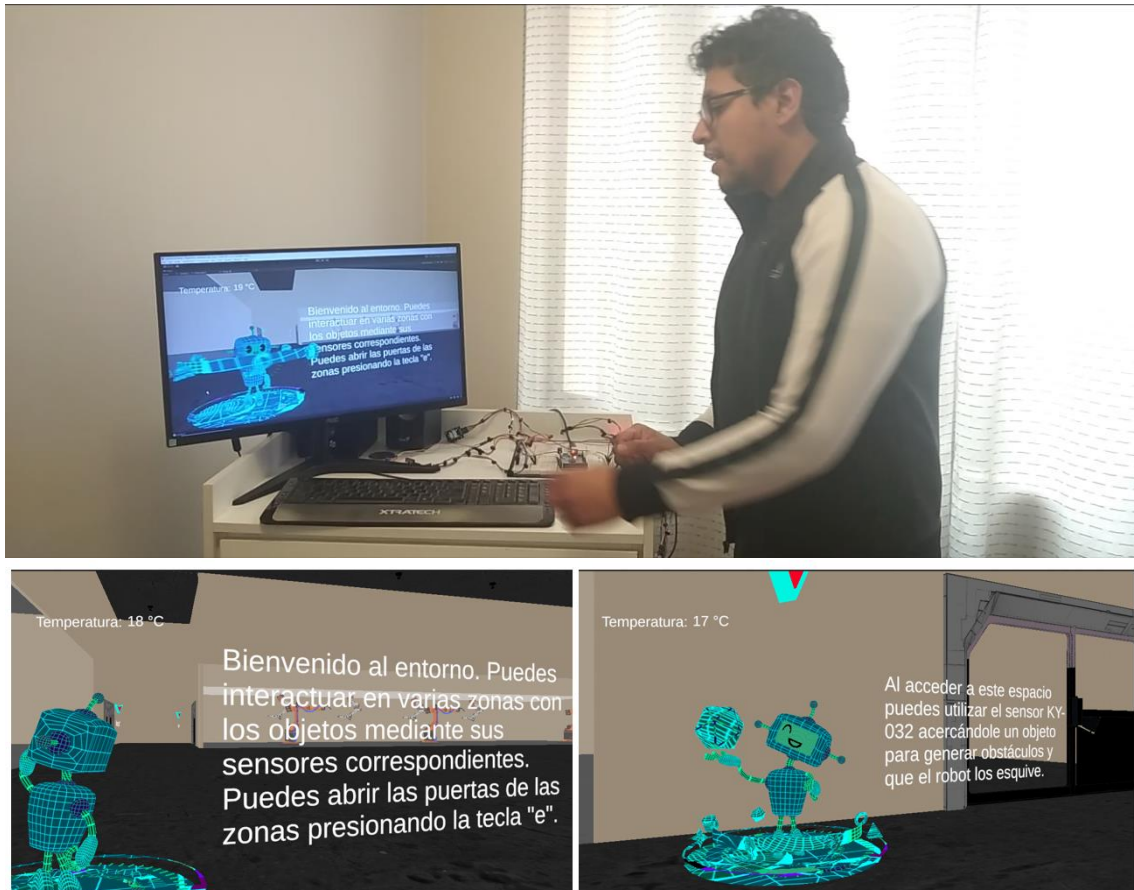 Temperatura: 19 °C
Bienvenido al entorno. Puedes
interactuar en varias zonas con
los objetos mediante sus
sensores correspondientes.
Puedes abrir las puertas de las
zonas presionando la tecla "e".
XTRATECH
Temperatura: 18 °C
Bienvenido al entorno. Puedes
interactuar en varias zonas con
los objetos mediante sus
sensores correspondientes.
Puedes abrir las puertas de las
zonas presionando la tecla "e".
Temperatura: 17 °C
Al acceder a este espacio
puedes utilizar el sensor KY-
032 acercándole un objeto
para generar obstáculos y
que el robot los esquive.